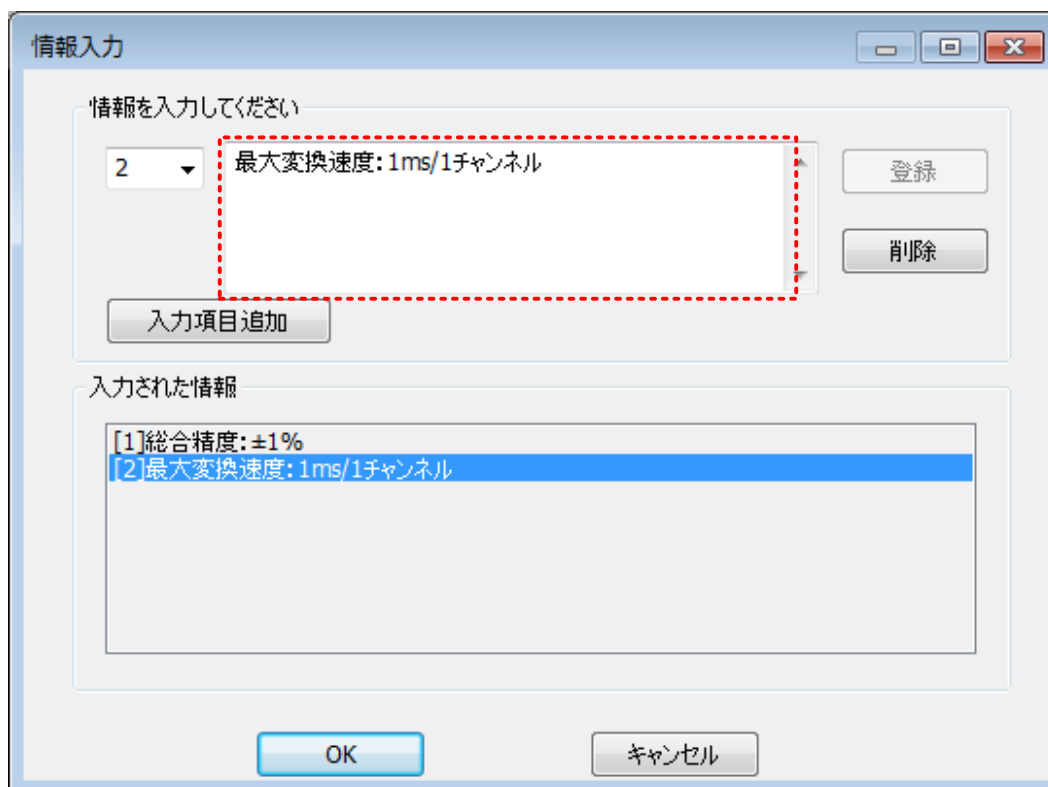 情報入力
情報を入力してください
2
最大変換速度:1ms/1チャンネル
登録
削除
入力項目追加
入力された情報
[1]総合精度:±1%
[2]最大変換速度:1ms/1チャンネル
OK
キャンセル